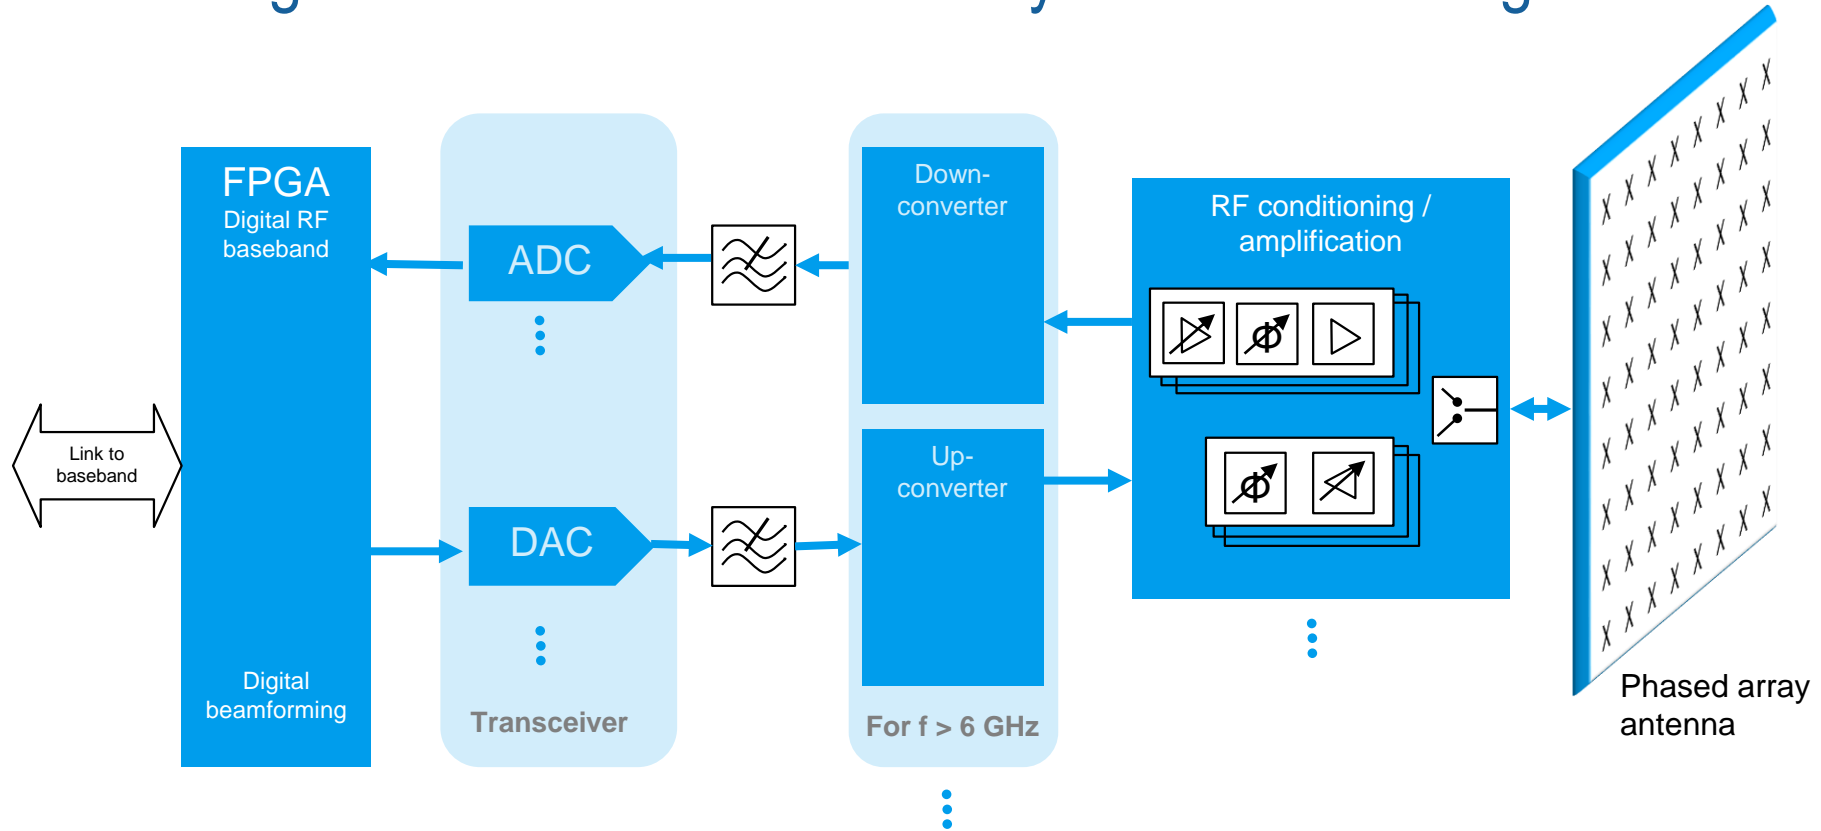 FPGA
Digital RF
baseband
Digital
beamforming
Link to
baseband
ADC
DAC
Transceiver
Down-
converter
Up-
converter
For f > 6 GHz
RF conditioning /
amplification
Φ
Φ
Phased array
antenna